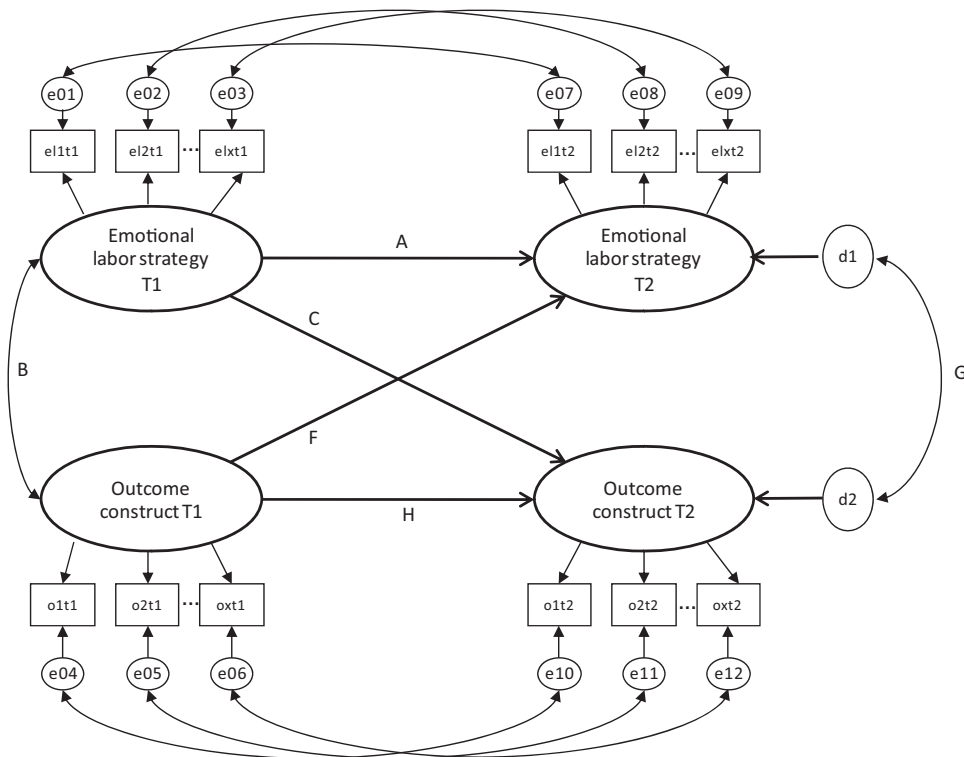 e01 e02 e03 e07 e08 e09
el1t1 el2t1 ... elxt1 el1t2 el2t2 ... elxt2
Emotional
labor strategy
T1
A
Emotional
labor strategy
T2
d1
C
B
G
F
Outcome
construct T1
H
Outcome
construct T2
d2
o1t1 o2t1 ... oxt1 o1t2 o2t2 ... oxt2
e04 e05 e06 e10 e11 e12